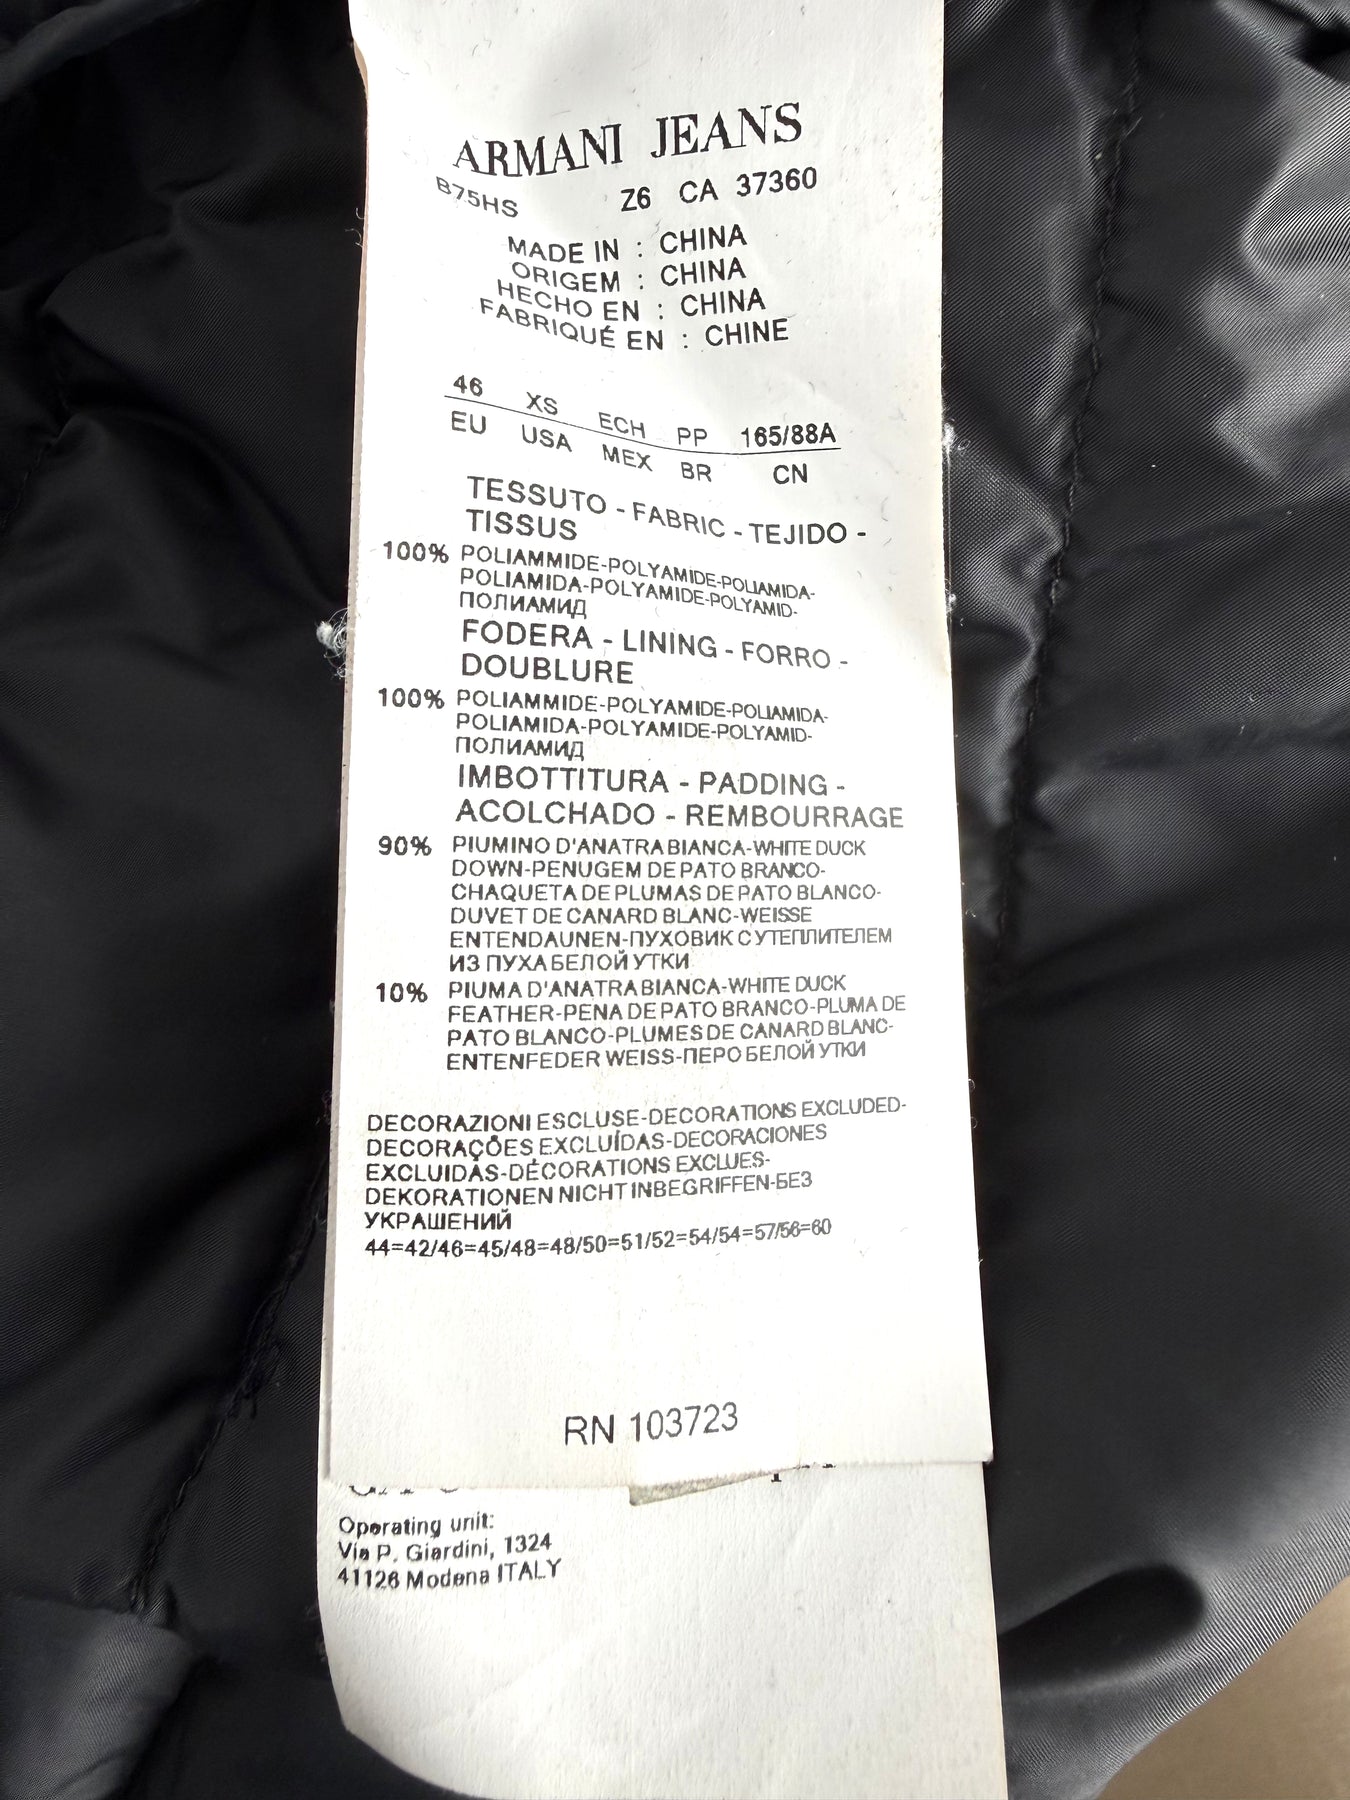 ARMANI JEANS
B75HS Z6 CA 37360
MADE IN : CHINA
ORIGEM : CHINA
HECHO EN : CHINA
FABRIQUÉ EN : CHINE
46 XS ECH PP 165/88A
EU USA MEX BR CN
TESSUTO - FABRIC - TEJIDO -
TISSUS
100% POLIAMMIDE-POLYAMIDE-POLIAMIDA-
POLIAMIDA-POLYAMIDE-POLYAMID-
ПОЛИАМИД
FODERA - LINING - FORRO -
DOUBLURE
100% POLIAMMIDE-POLYAMIDE-POLIAMIDA-
POLIAMIDA-POLYAMIDE-POLYAMID-
ПОЛИАМИД
IMBOTTITURA - PADDING -
ACOLCHADO - REMBOURRAGE
90% PIUMINO D'ANATRA BIANCA-WHITE DUCK
DOWN-PENUGEM DE PATO BRANCO-
CHAQUETA DE PLUMAS DE PATO BLANCO-
DUVET DE CANARD BLANC-WEISSE
ENTENDAUNEN-ПУХОВИК С УТЕПЛИТЕЛЕМ
ИЗ ПУХА БЕЛОЙ УТКИ
10% PIUMA D'ANATRA BIANCA-WHITE DUCK
FEATHER-PENA DE PATO BRANCO-PLUMA DE
PATO BLANCO-PLUMES DE CANARD BLANC-
ENTENFEDER WEISS-ПЕРО БЕЛОЙ УТКИ
DECORAZIONI ESCLUSE-DECORATIONS EXCLUDED-
DECORAÇÕES EXCLUÍDAS-DECORACIONES
EXCLUIDAS-DÉCORATIONS EXCLUES-
DEKORATIONEN NICHT INBEGRIFFEN-БЕЗ
УКРАШЕНИЙ
44=42/46=45/48=48/50=51/52=54/54=57/56=60
RN 103723
Operating unit:
Via P. Giardini, 1324
41126 Modena ITALY